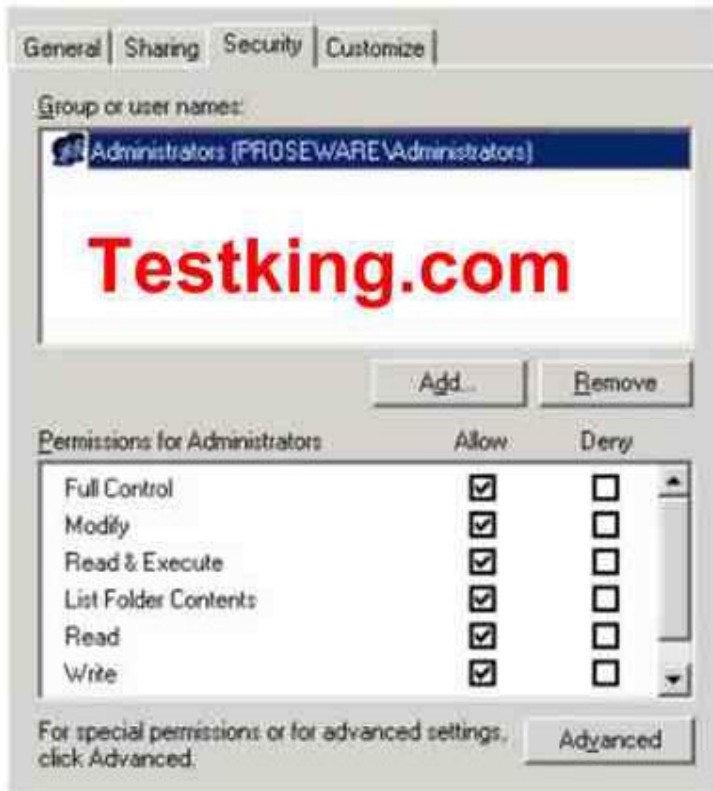 General Sharing Security Customize
Group or user names:
Administrators (PROSEWARE\Administrators)
Testking.com
Add... Remove
Permissions for Administrators Allow Deny
Full Control
Modify
Read & Execute
List Folder Contents
Read
Write
For special permissions or for advanced settings, Advanced
click Advanced.